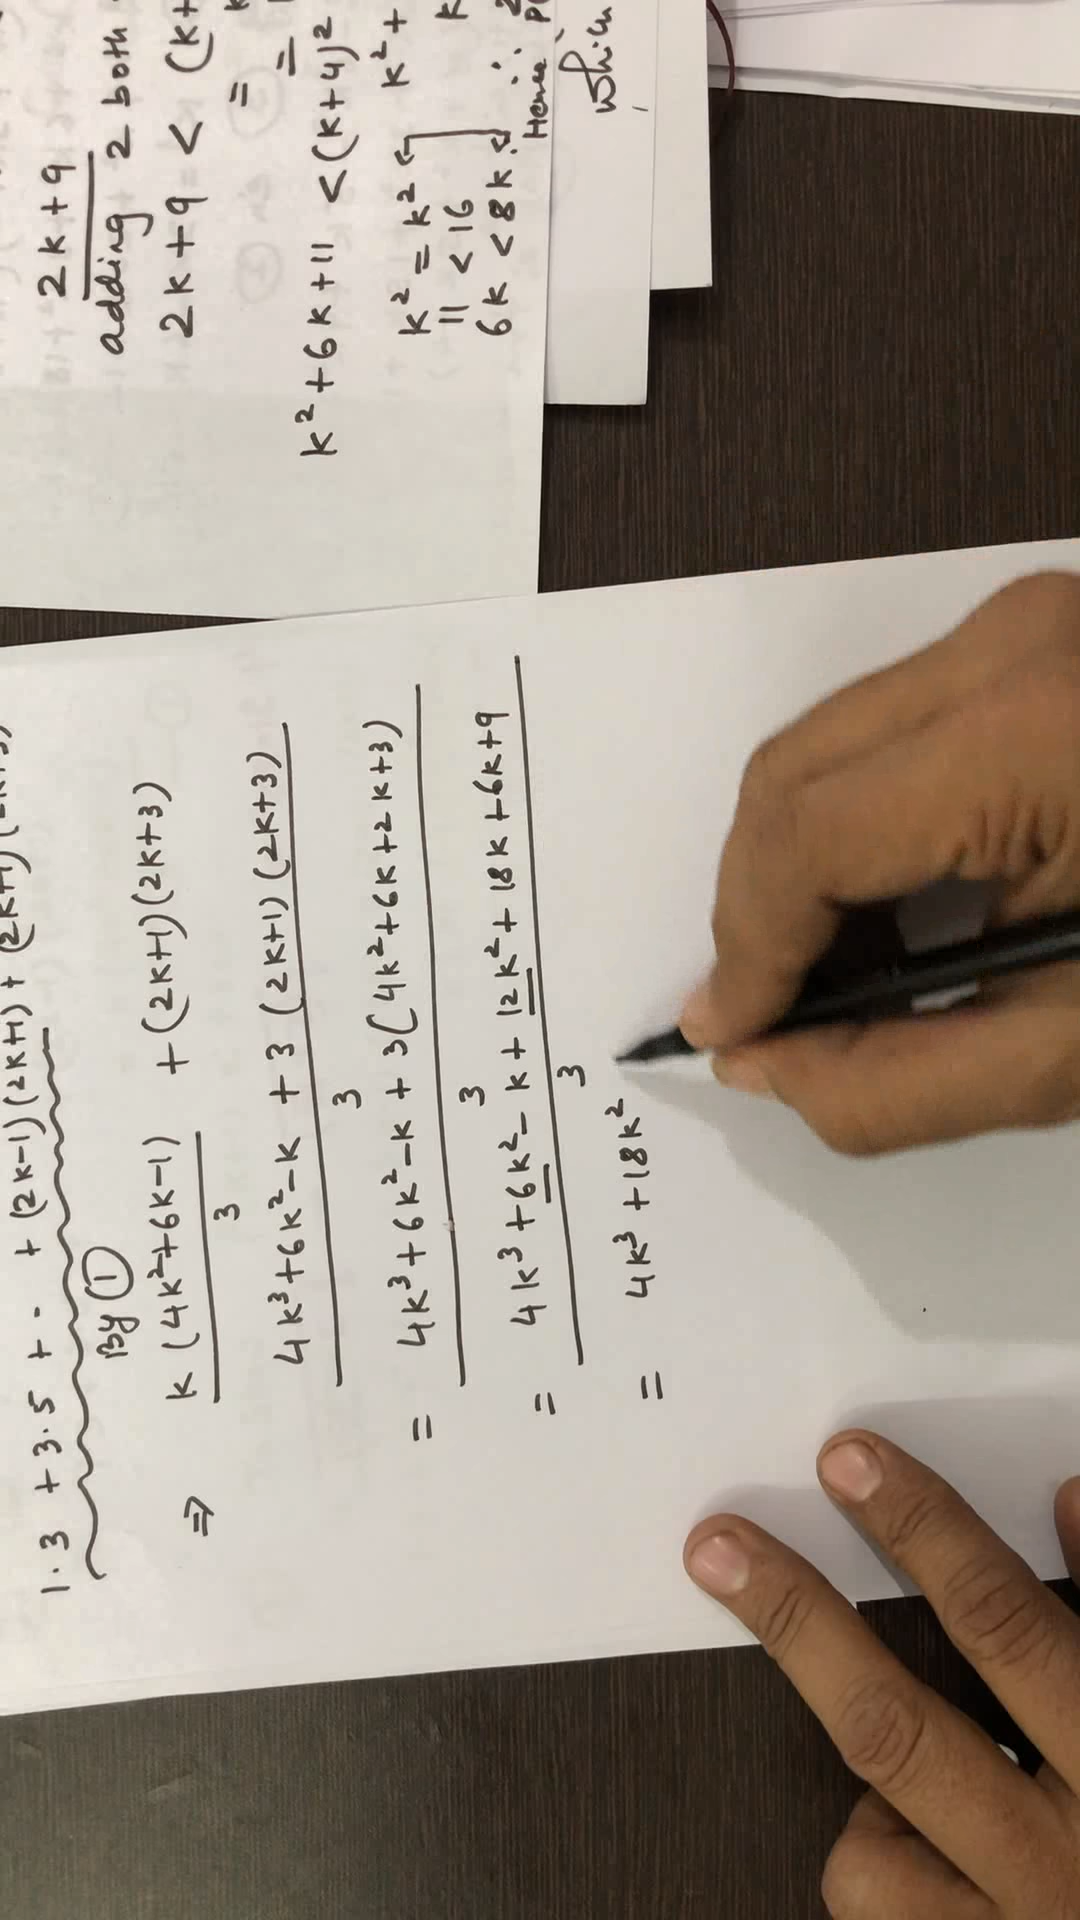 2k+9
adding 2 both
2k+9 < (k+
=
k²+6k+11 <(k+4)² =
k² = k²
11 < 16
6k < 8k
k²+
∴
Hence
which
1.3 +3.5 +-. + (2k-1)(2k+1) + (2k+1)
By ①
⇒ k(4k²+6k-1) +(2k+1)(2k+3)
3
4k³+6k²-k + 3 (2k+1) (2k+3)
3
= 4k³+6k²-k + 3(4k²+6k+2k+3)
3
= 4k³+6k²-k+12k²+18k+6k+9
3
= 4k³+18k²